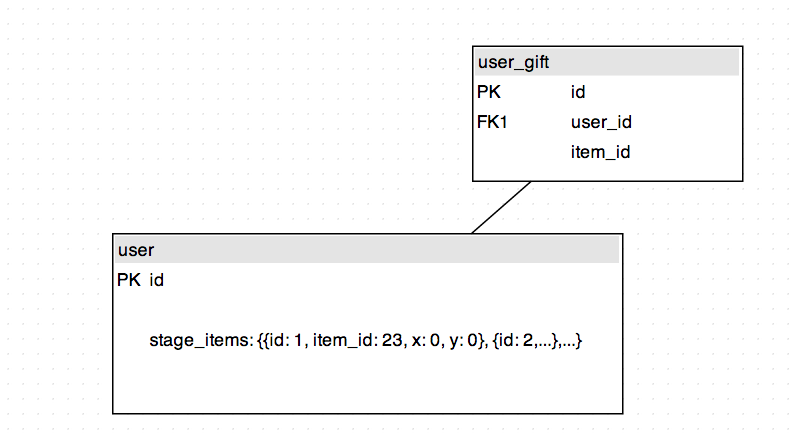 user_gift
PK id
FK1 user_id
item_id
user
PK id
stage_items: {{id: 1, item_id: 23, x: 0, y: 0}, {id: 2,...},...}